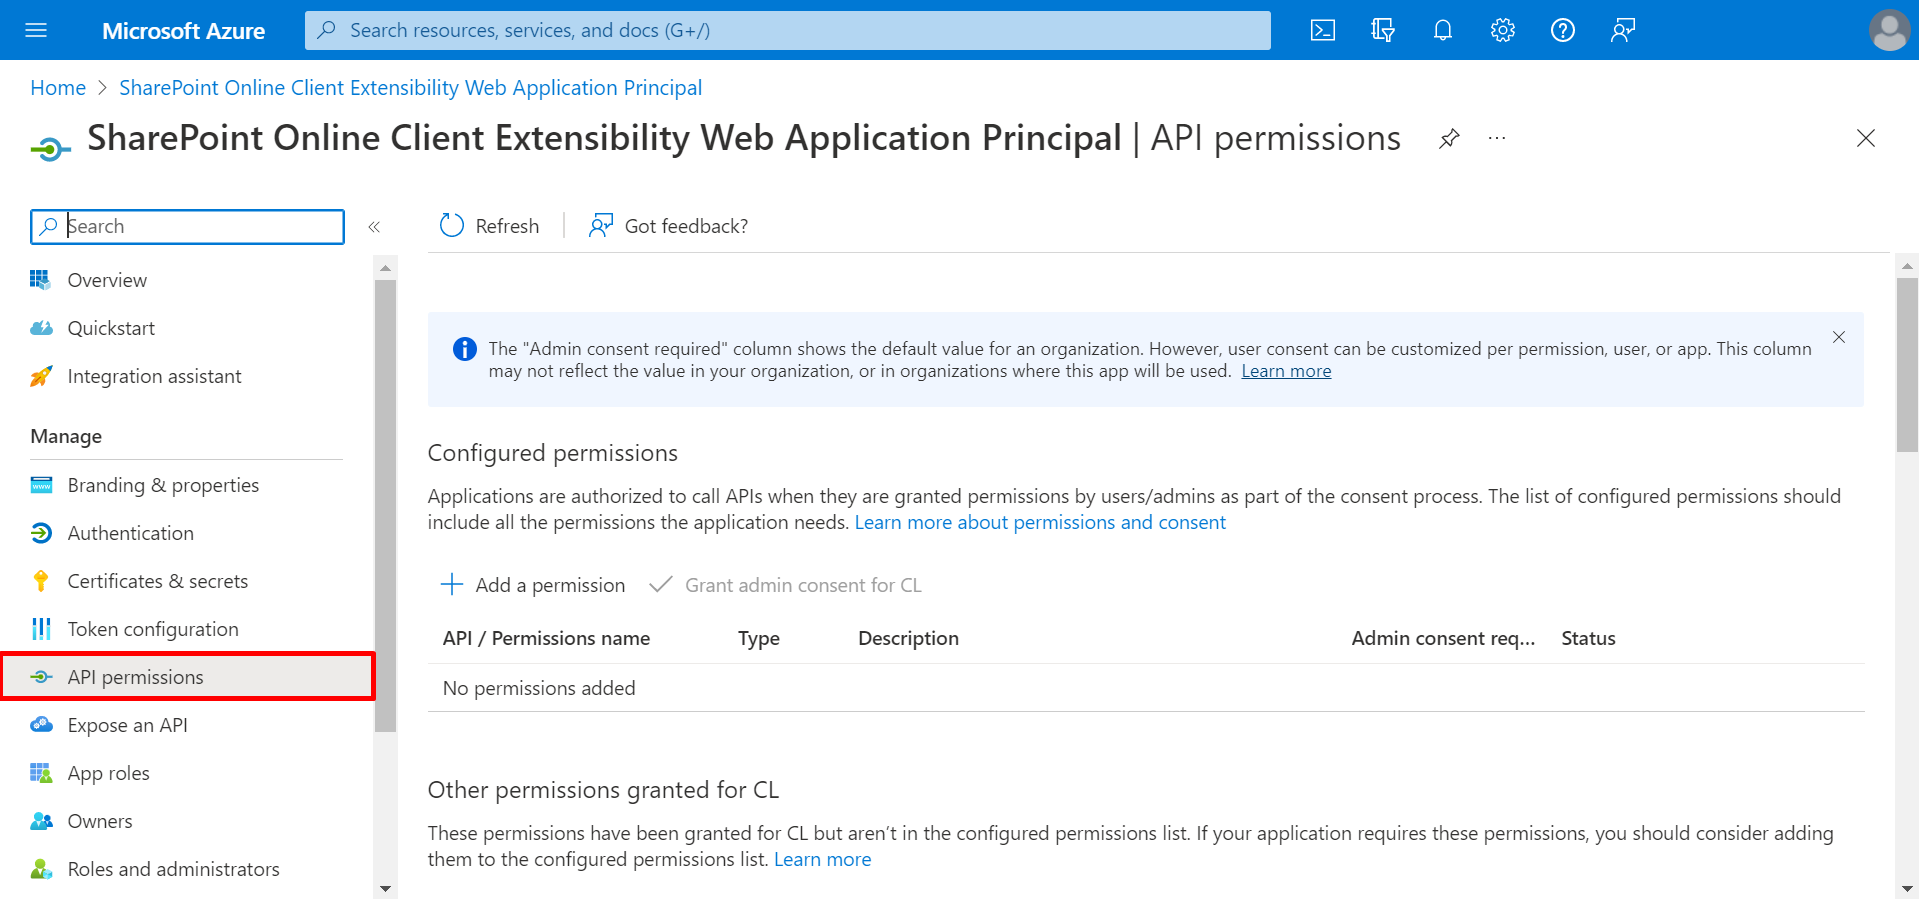 Microsoft Azure
Search resources, services, and docs (G+/)
Home > SharePoint Online Client Extensibility Web Application Principal
SharePoint Online Client Extensibility Web Application Principal | API permissions
Search
Refresh
Got feedback?
Overview
Quickstart
Integration assistant
Manage
Branding & properties
Authentication
Certificates & secrets
Token configuration
API permissions
Expose an API
App roles
Owners
Roles and administrators
The "Admin consent required" column shows the default value for an organization. However, user consent can be customized per permission, user, or app. This column
may not reflect the value in your organization, or in organizations where this app will be used. Learn more
Configured permissions
Applications are authorized to call APIs when they are granted permissions by users/admins as part of the consent process. The list of configured permissions should
include all the permissions the application needs. Learn more about permissions and consent
Add a permission
Grant admin consent for CL
API / Permissions name Type Description Admin consent req... Status
No permissions added
Other permissions granted for CL
These permissions have been granted for CL but aren’t in the configured permissions list. If your application requires these permissions, you should consider adding
them to the configured permissions list. Learn more